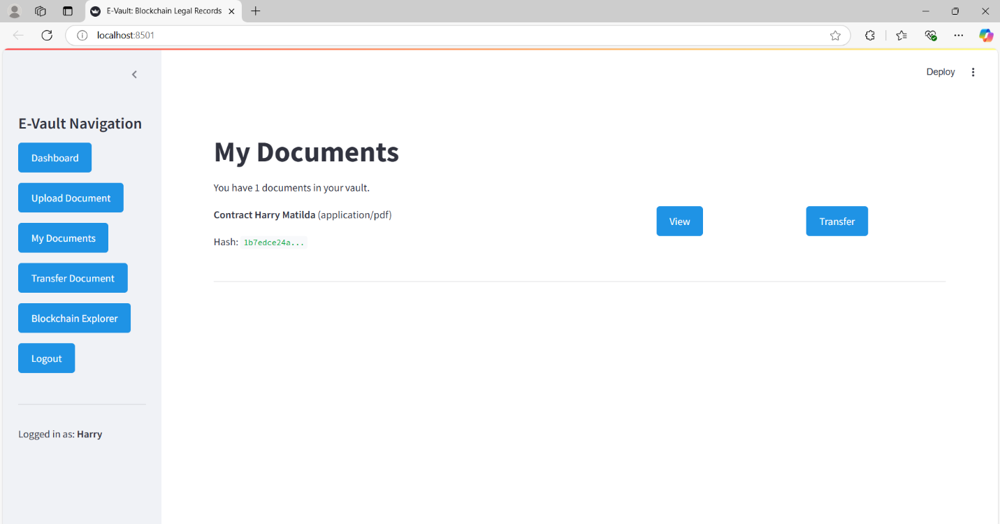 E-Vault: Blockchain Legal Records
localhost:8501
Deploy
E-Vault Navigation
Dashboard
Upload Document
My Documents
Transfer Document
Blockchain Explorer
Logout
Logged in as: Harry
My Documents
You have 1 documents in your vault.
Contract Harry Matilda (application/pdf)
View
Transfer
Hash: 1b7edce24a...